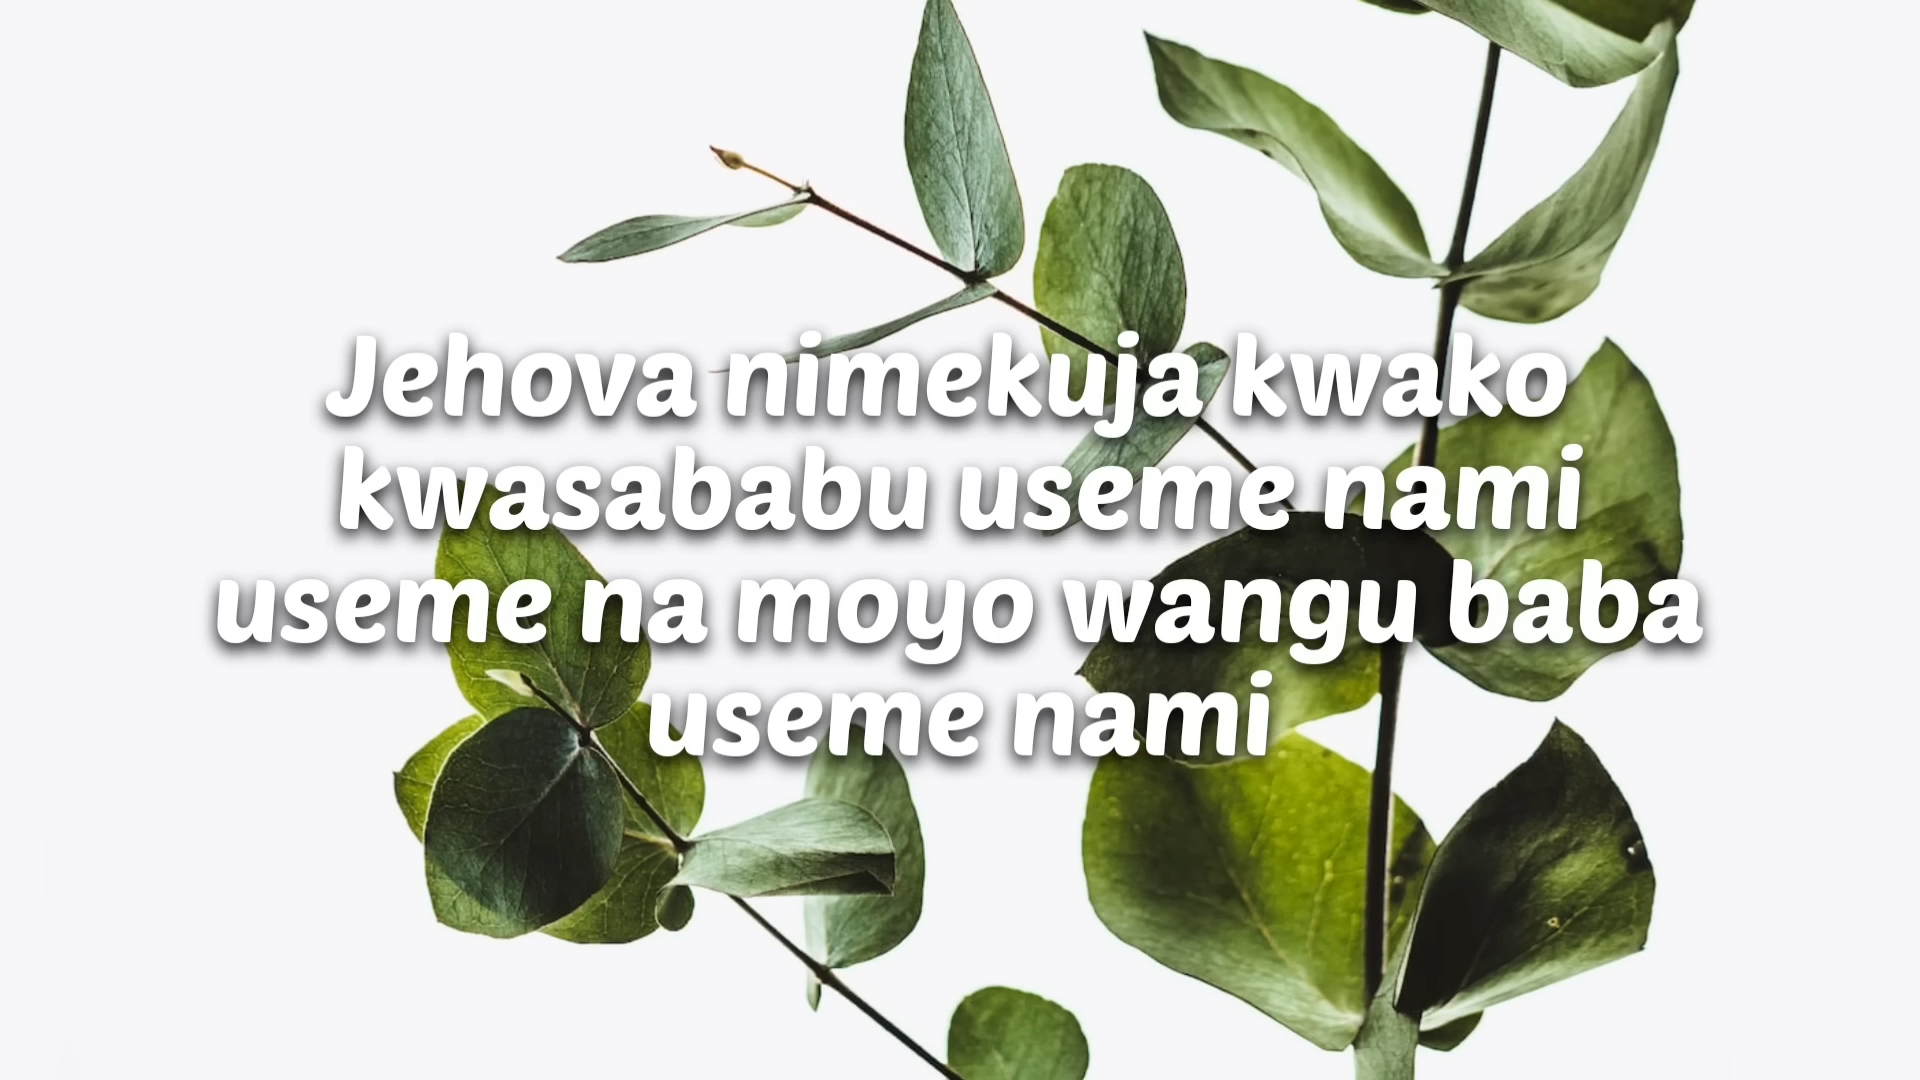 Jehova nimekuja kwako
kwasababu useme nami
useme na moyo wangu baba
useme nami